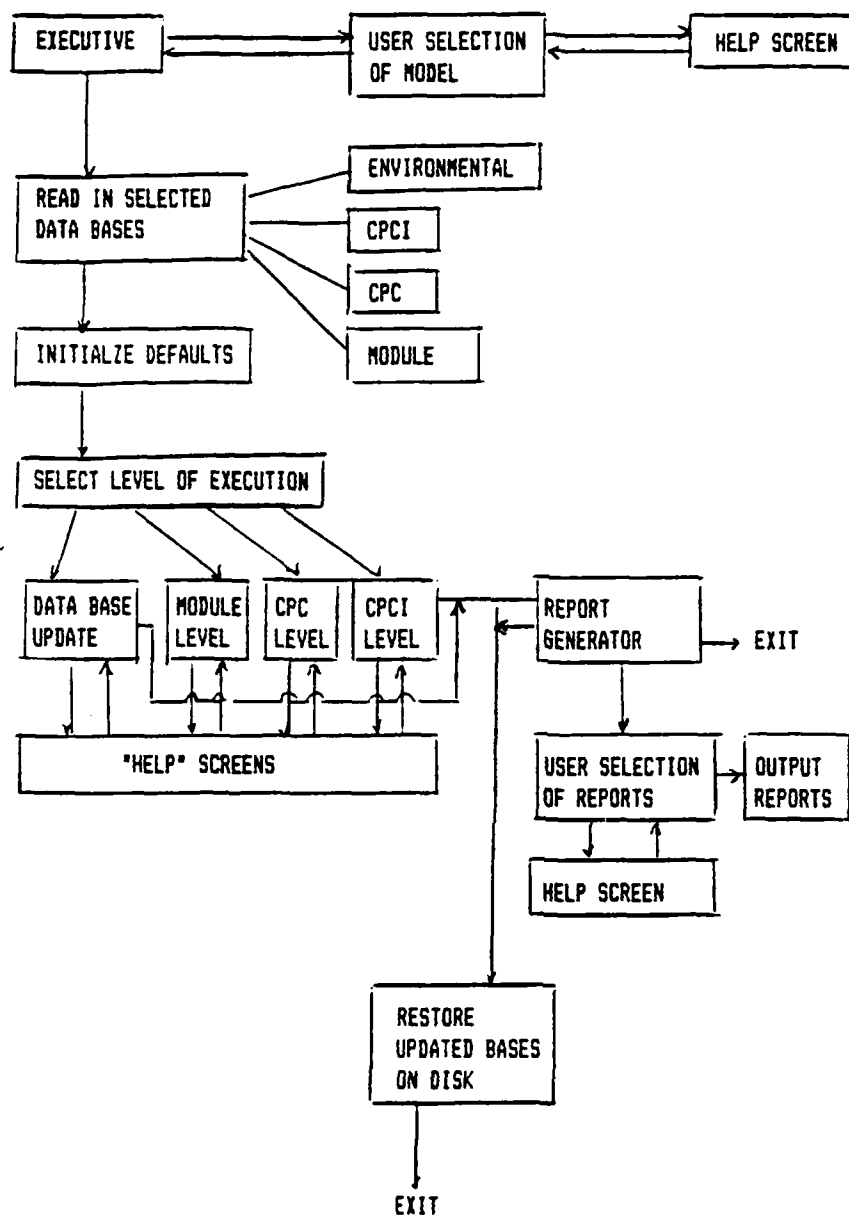 EXECUTIVE
USER SELECTION
OF MODEL
HELP SCREEN
READ IN SELECTED
DATA BASES
ENVIRONMENTAL
CPCI
CPC
MODULE
INITIALZE DEFAULTS
SELECT LEVEL OF EXECUTION
DATA BASE
UPDATE
MODULE
LEVEL
CPC
LEVEL
CPCI
LEVEL
REPORT
GENERATOR
EXIT
"HELP" SCREENS
USER SELECTION
OF REPORTS
OUTPUT
REPORTS
HELP SCREEN
RESTORE
UPDATED BASES
ON DISK
EXIT